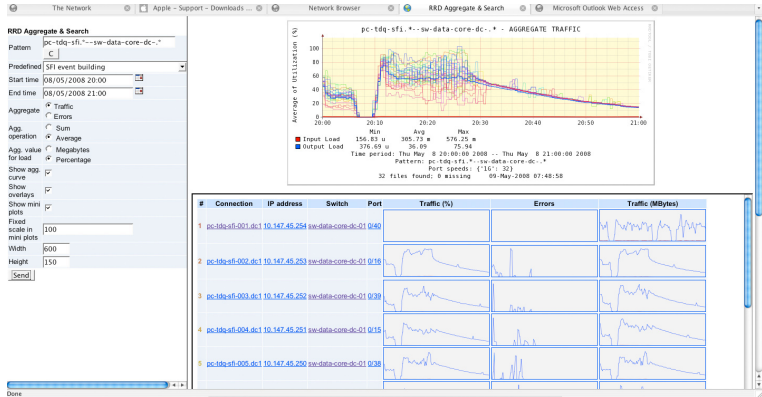 The Network
Apple – Support – Downloads ...
Network Browser
RRD Aggregate & Search
Microsoft Outlook Web Access
RRD Aggregate & Search
Pattern
pc-tdq-sfi.*--sw-data-core-dc-.*
C
Predefined
SFI event building
Start time
08/05/2008 20:00
End time
08/05/2008 21:00
Aggregate
Traffic
Errors
Agg. operation
Sum
Average
Agg. value for load
Megabytes
Percentage
Show agg. curve
Show overlays
Show mini plots
Fixed scale in mini plots
100
Width
600
Height
150
Send
pc-tdq-sfi.*--sw-data-core-dc-.* - AGGREGATE TRAFFIC
Average of Utilization (%)
100
80
60
40
20
0
20:00 20:10 20:20 20:30 20:40 20:50 21:00
Min Avg Max
Input Load 156.83 u 305.73 m 576.25 m
Output Load 376.69 u 36.09 75.94
Time period: Thu May 8 20:00:00 2008 -- Thu May 8 21:00:00 2008
Pattern: pc-tdq-sfi.*--sw-data-core-dc-.*
Port speeds: {'16': 32}
32 files found; 0 missing 09-May-2008 07:48:58
# Connection IP address Switch Port Traffic (%) Errors Traffic (MBytes)
1 pc-tdq-sfi-001.dc1 10.147.45.254 sw-data-core-dc-01 0/40
2 pc-tdq-sfi-002.dc1 10.147.45.253 sw-data-core-dc-01 0/16
3 pc-tdq-sfi-003.dc1 10.147.45.252 sw-data-core-dc-01 0/39
4 pc-tdq-sfi-004.dc1 10.147.45.251 sw-data-core-dc-01 0/15
5 pc-tdq-sfi-005.dc1 10.147.45.250 sw-data-core-dc-01 0/38
Done